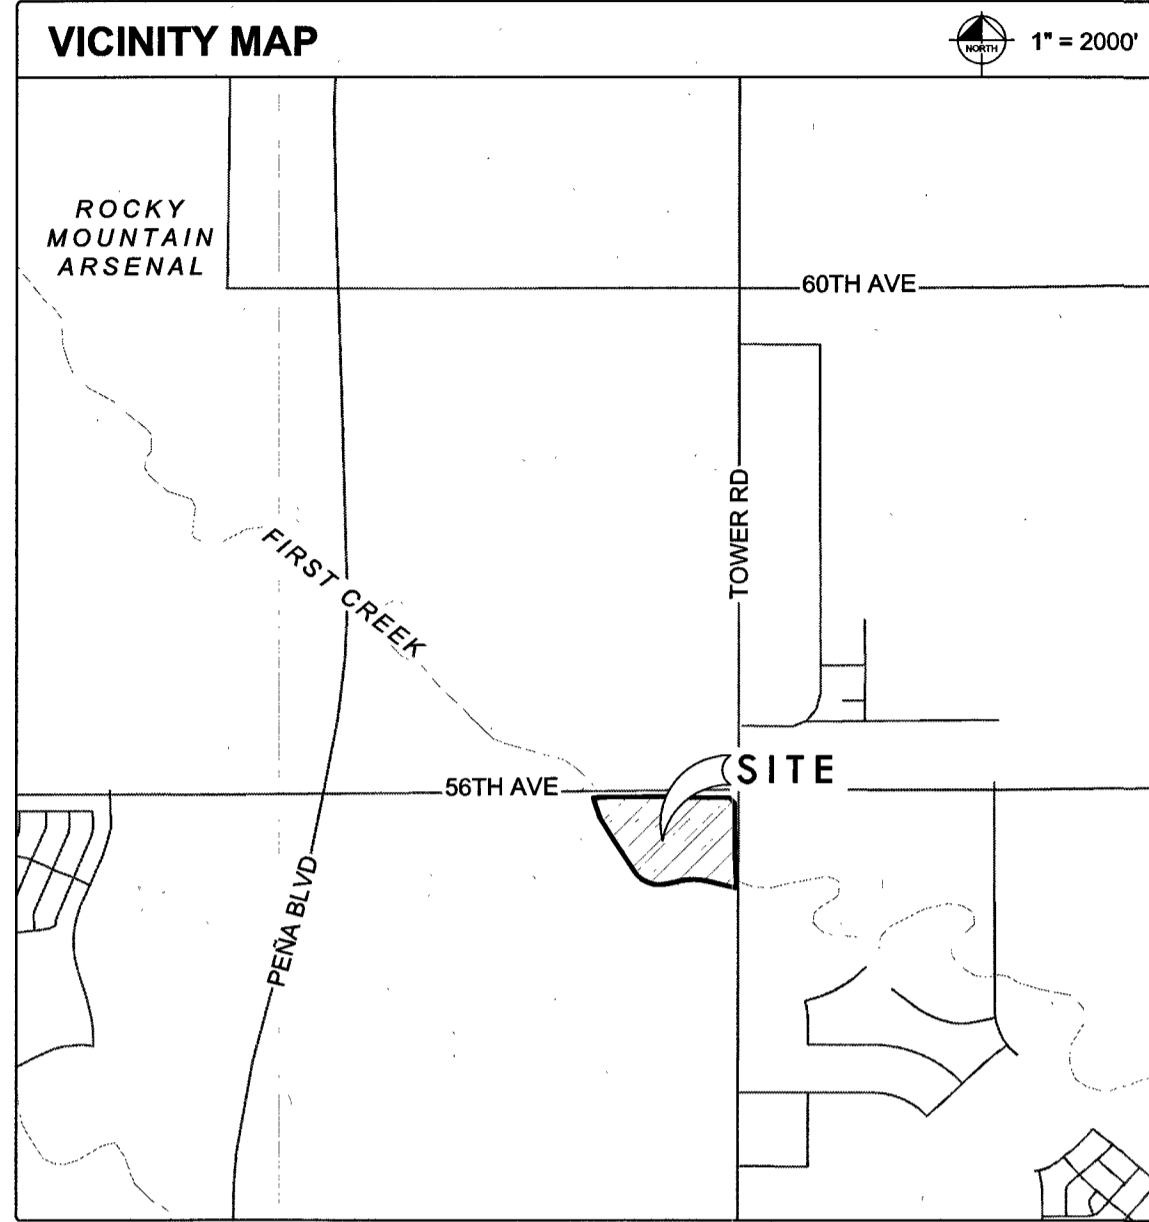 VICINITY MAP
NORTH
1" = 2000'
ROCKY
MOUNTAIN
ARSENAL
60TH AVE
TOWER RD
FIRST CREEK
SITE
56TH AVE
PEÑA BLVD